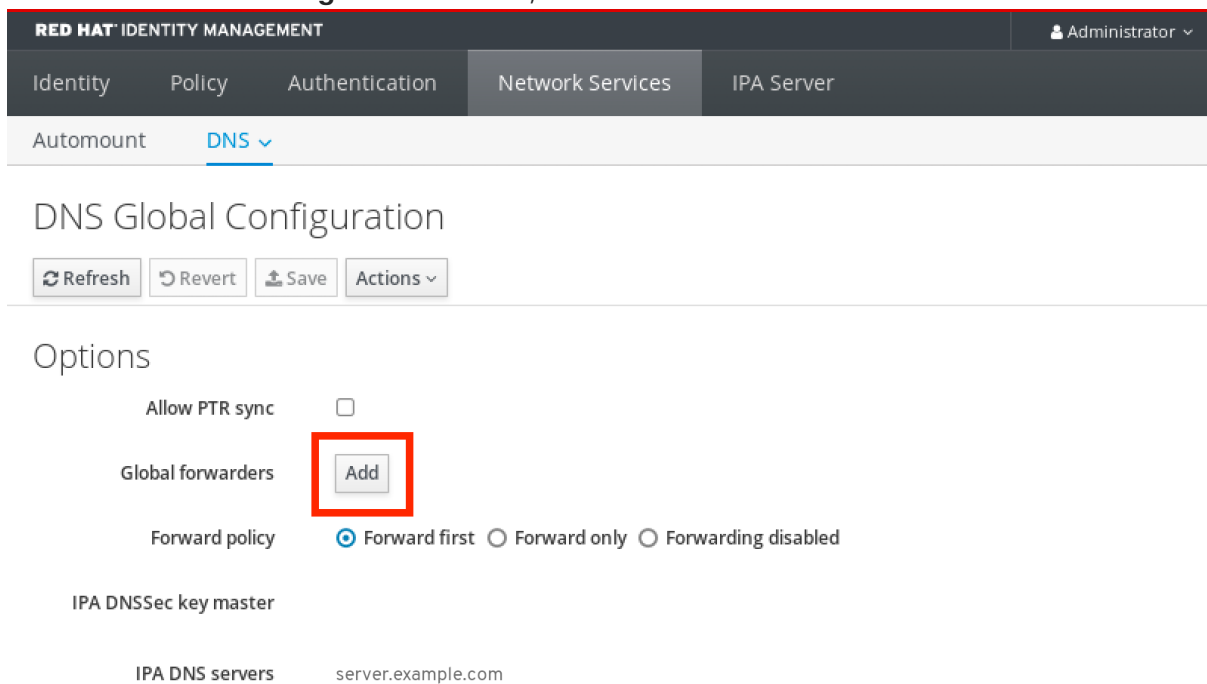 RED HAT® IDENTITY MANAGEMENT Administrator
Identity Policy Authentication Network Services IPA Server
Automount DNS
DNS Global Configuration
Refresh Revert Save Actions
Options
Allow PTR sync
Global forwarders Add
Forward policy Forward first Forward only Forwarding disabled
IPA DNSSec key master
IPA DNS servers server.example.com